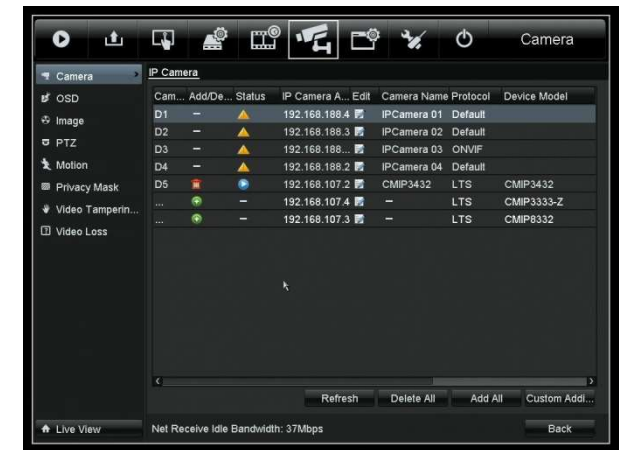 Camera
Camera
OSD
Image
PTZ
Motion
Privacy Mask
Video Tamperin...
Video Loss
Live View
IP Camera
Cam... Add/De... Status IP Camera A... Edit Camera Name Protocol Device Model
D1 – 192.168.188.4 IPCamera 01 Default
D2 – 192.168.188.3 IPCamera 02 Default
D3 – 192.168.188... IPCamera 03 ONVIF
D4 – 192.168.188.2 IPCamera 04 Default
D5 192.168.107.2 CMIP3432 LTS CMIP3432
... – 192.168.107.4 – LTS CMIP3333-Z
... – 192.168.107.3 – LTS CMIP8332
Refresh Delete All Add All Custom Addi...
Net Receive Idle Bandwidth: 37Mbps Back